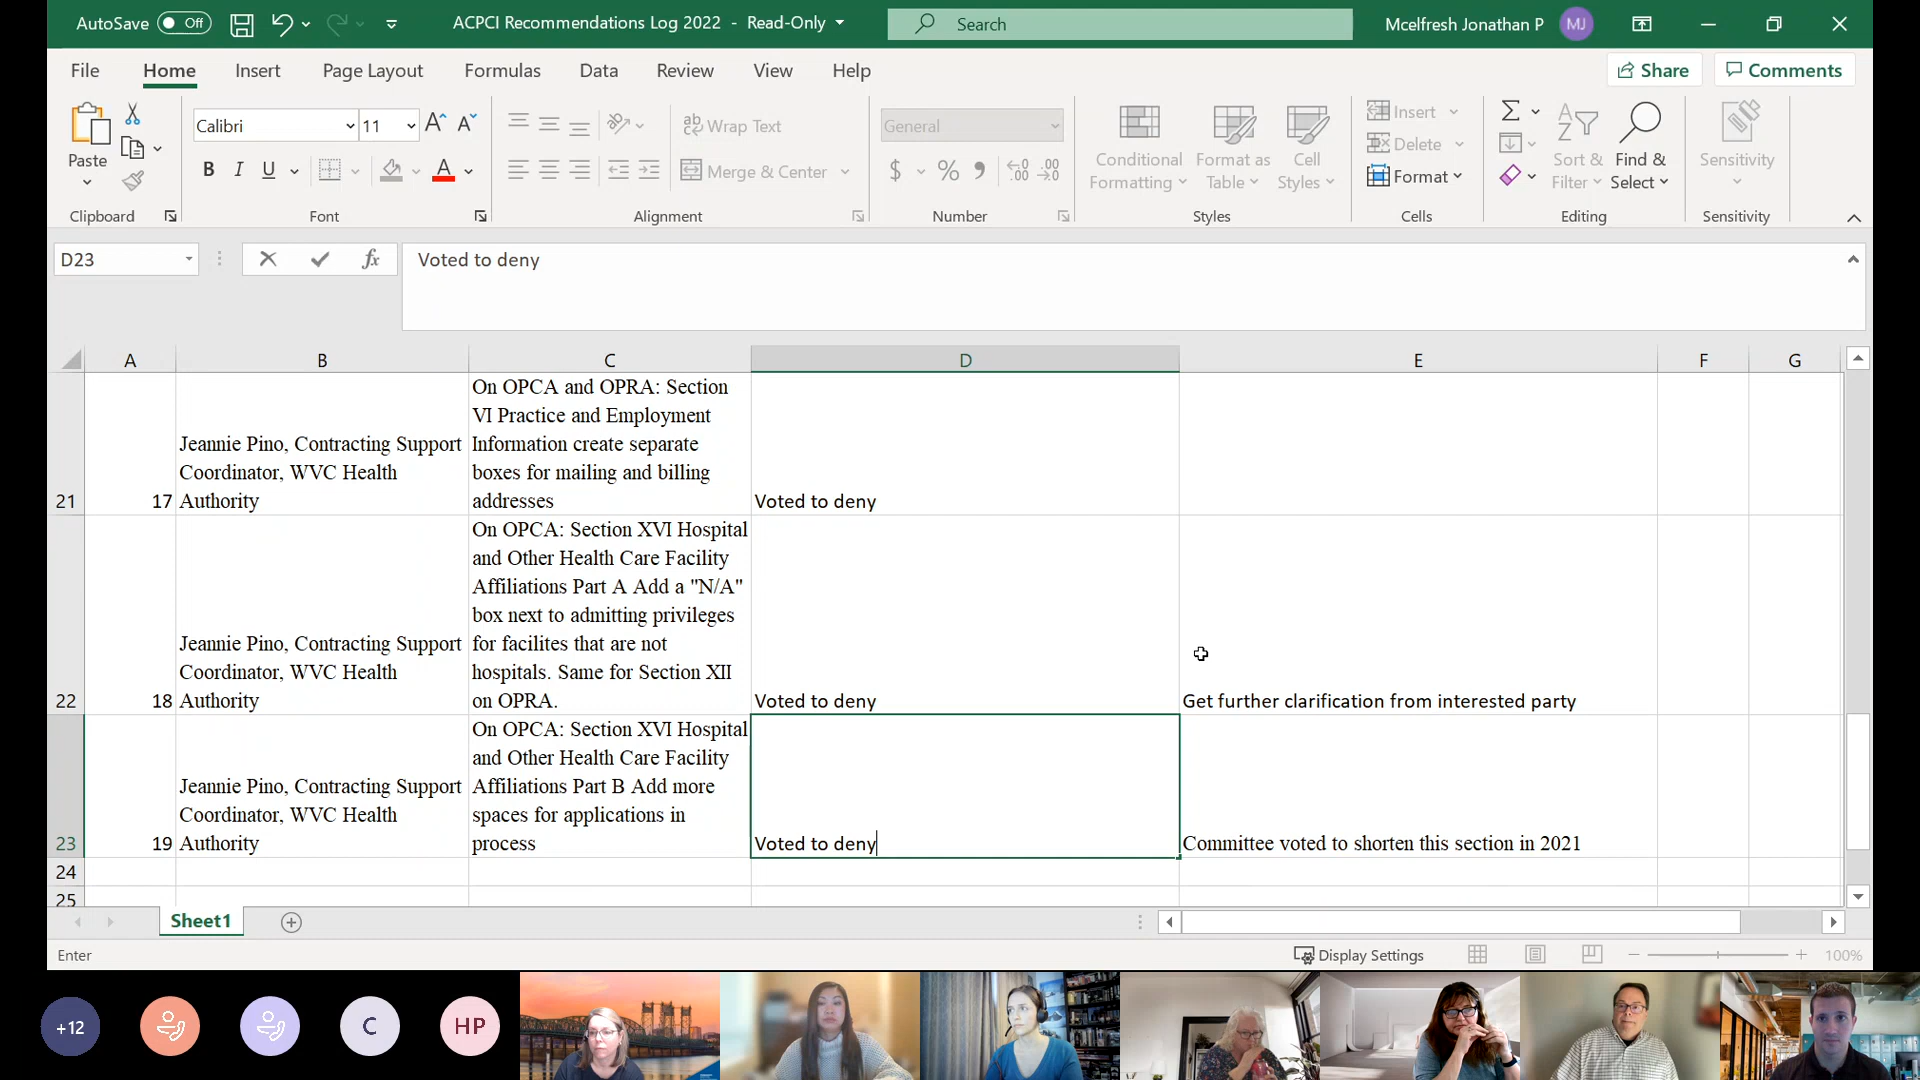 AutoSave Off ACPCI Recommendations Log 2022 - Read-Only Search Mcelfresh Jonathan P MJ
File Home Insert Page Layout Formulas Data Review View Help Share Comments
Paste
Calibri 11
B I U
ab Wrap Text
Merge & Center
General
$ % 
Conditional Formatting
Format as Table
Cell Styles
Insert
Delete
Format
Sort & Filter
Find & Select
Sensitivity
Clipboard Font Alignment Number Styles Cells Editing Sensitivity
D23 fx Voted to deny
A B C D E F G
21
17
Jeannie Pino, Contracting Support
Coordinator, WVC Health
Authority
On OPCA and OPRA: Section
VI Practice and Employment
Information create separate
boxes for mailing and billing
addresses
Voted to deny
22
18
Jeannie Pino, Contracting Support
Coordinator, WVC Health
Authority
On OPCA: Section XVI Hospital
and Other Health Care Facility
Affiliations Part A Add a "N/A"
box next to admitting privileges
for facilites that are not
hospitals. Same for Section XII
on OPRA.
Voted to deny
Get further clarification from interested party
23
19
Jeannie Pino, Contracting Support
Coordinator, WVC Health
Authority
On OPCA: Section XVI Hospital
and Other Health Care Facility
Affiliations Part B Add more
spaces for applications in
process
Voted to deny
Committee voted to shorten this section in 2021
24
25
Sheet1
Enter Display Settings 100%
+12 C HP